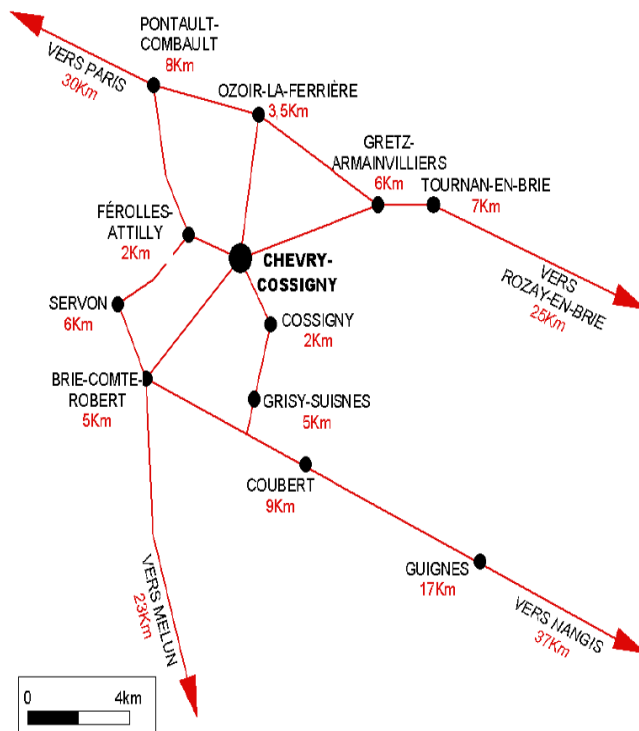 PONTAULT-
COMBAULT
8Km
VERS PARIS
30Km
OZOIR-LA-FERRIÈRE
3,5Km
GRETZ-
ARMAINVILLIERS
6Km
TOURNAN-EN-BRIE
7Km
FÉROLLES-
ATTILLY
2Km
CHEVRY-
COSSIGNY
VERS
ROZAY-EN-BRIE
25Km
SERVON
6Km
COSSIGNY
2Km
BRIE-COMTE-
ROBERT
5Km
GRISY-SUISNES
5Km
COUBERT
9Km
GUIGNES
17Km
VERS NANGIS
37Km
VERS MELUN
23Km
0 4km